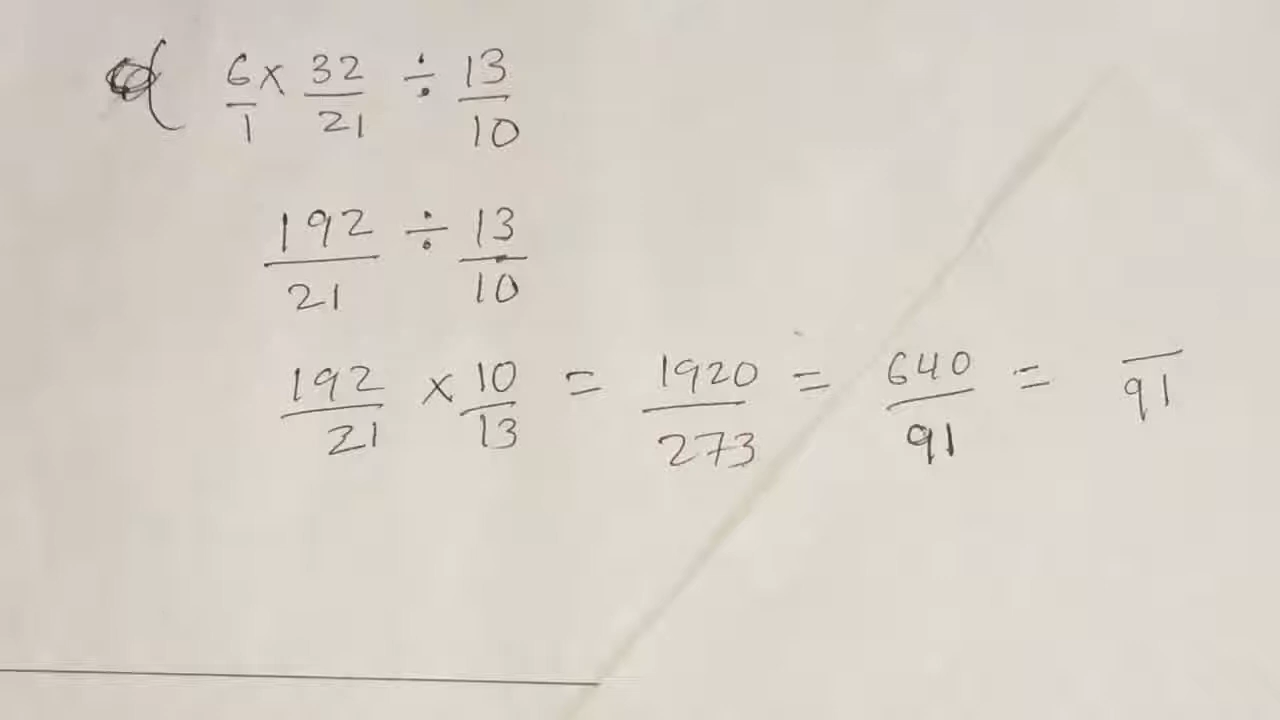 d 6/1 × 32/21 ÷ 13/10
192/21 ÷ 13/10
192/21 × 10/13 = 1920/273 = 640/91 = /91